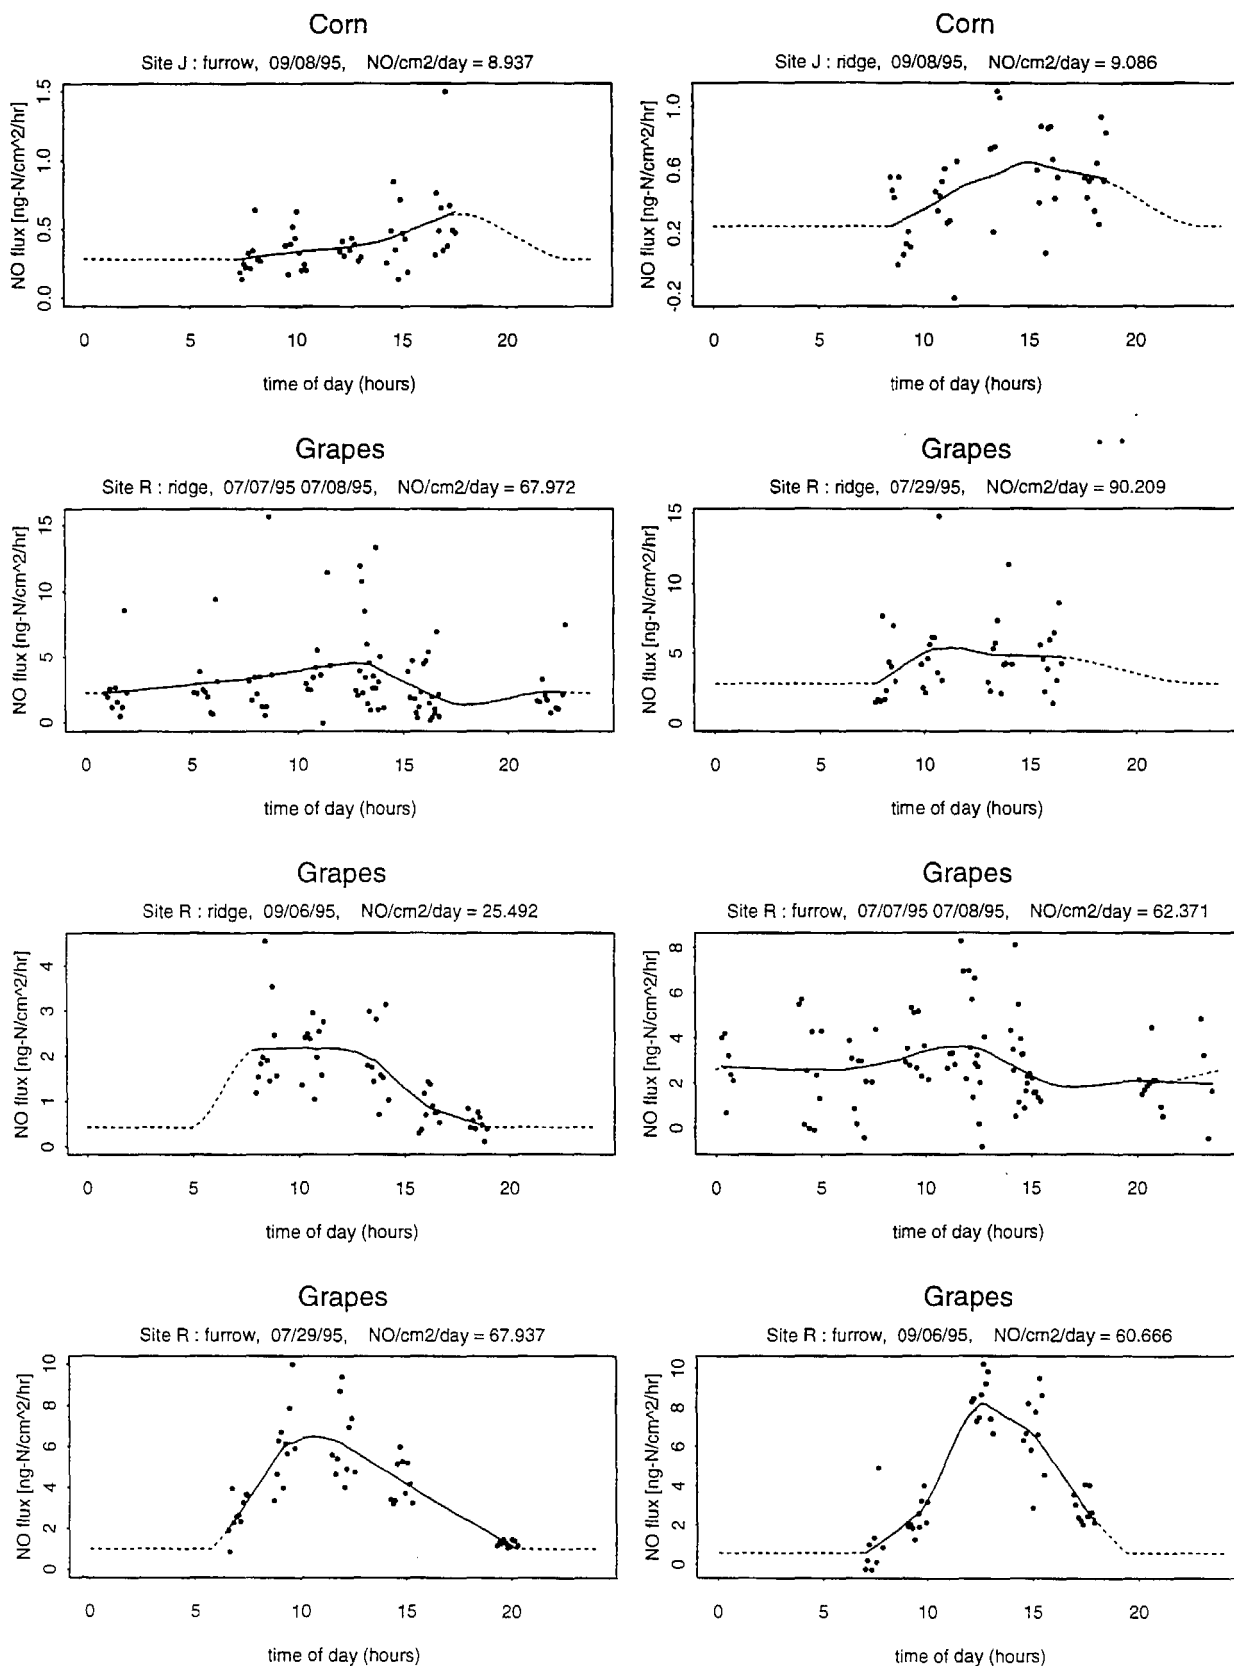 Corn
Site J : furrow, 09/08/95, NO/cm2/day = 8.937
NO flux [ng-N/cm^2/hr]
0.0 0.5 1.0 1.5
0 5 10 15 20
time of day (hours)
Corn
Site J : ridge, 09/08/95, NO/cm2/day = 9.086
NO flux [ng-N/cm^2/hr]
-0.2 0.2 0.6 1.0
0 5 10 15 20
time of day (hours)
Grapes
Site R : ridge, 07/07/95 07/08/95, NO/cm2/day = 67.972
NO flux [ng-N/cm^2/hr]
0 5 10 15
0 5 10 15 20
time of day (hours)
Grapes
Site R : ridge, 07/29/95, NO/cm2/day = 90.209
NO flux [ng-N/cm^2/hr]
0 5 10 15
0 5 10 15 20
time of day (hours)
Grapes
Site R : ridge, 09/06/95, NO/cm2/day = 25.492
NO flux [ng-N/cm^2/hr]
0 1 2 3 4
0 5 10 15 20
time of day (hours)
Grapes
Site R : furrow, 07/07/95 07/08/95, NO/cm2/day = 62.371
NO flux [ng-N/cm^2/hr]
0 2 4 6 8
0 5 10 15 20
time of day (hours)
Grapes
Site R : furrow, 07/29/95, NO/cm2/day = 67.937
NO flux [ng-N/cm^2/hr]
0 2 4 6 8 10
0 5 10 15 20
time of day (hours)
Grapes
Site R : furrow, 09/06/95, NO/cm2/day = 60.666
NO flux [ng-N/cm^2/hr]
0 2 4 6 8 10
0 5 10 15 20
time of day (hours)